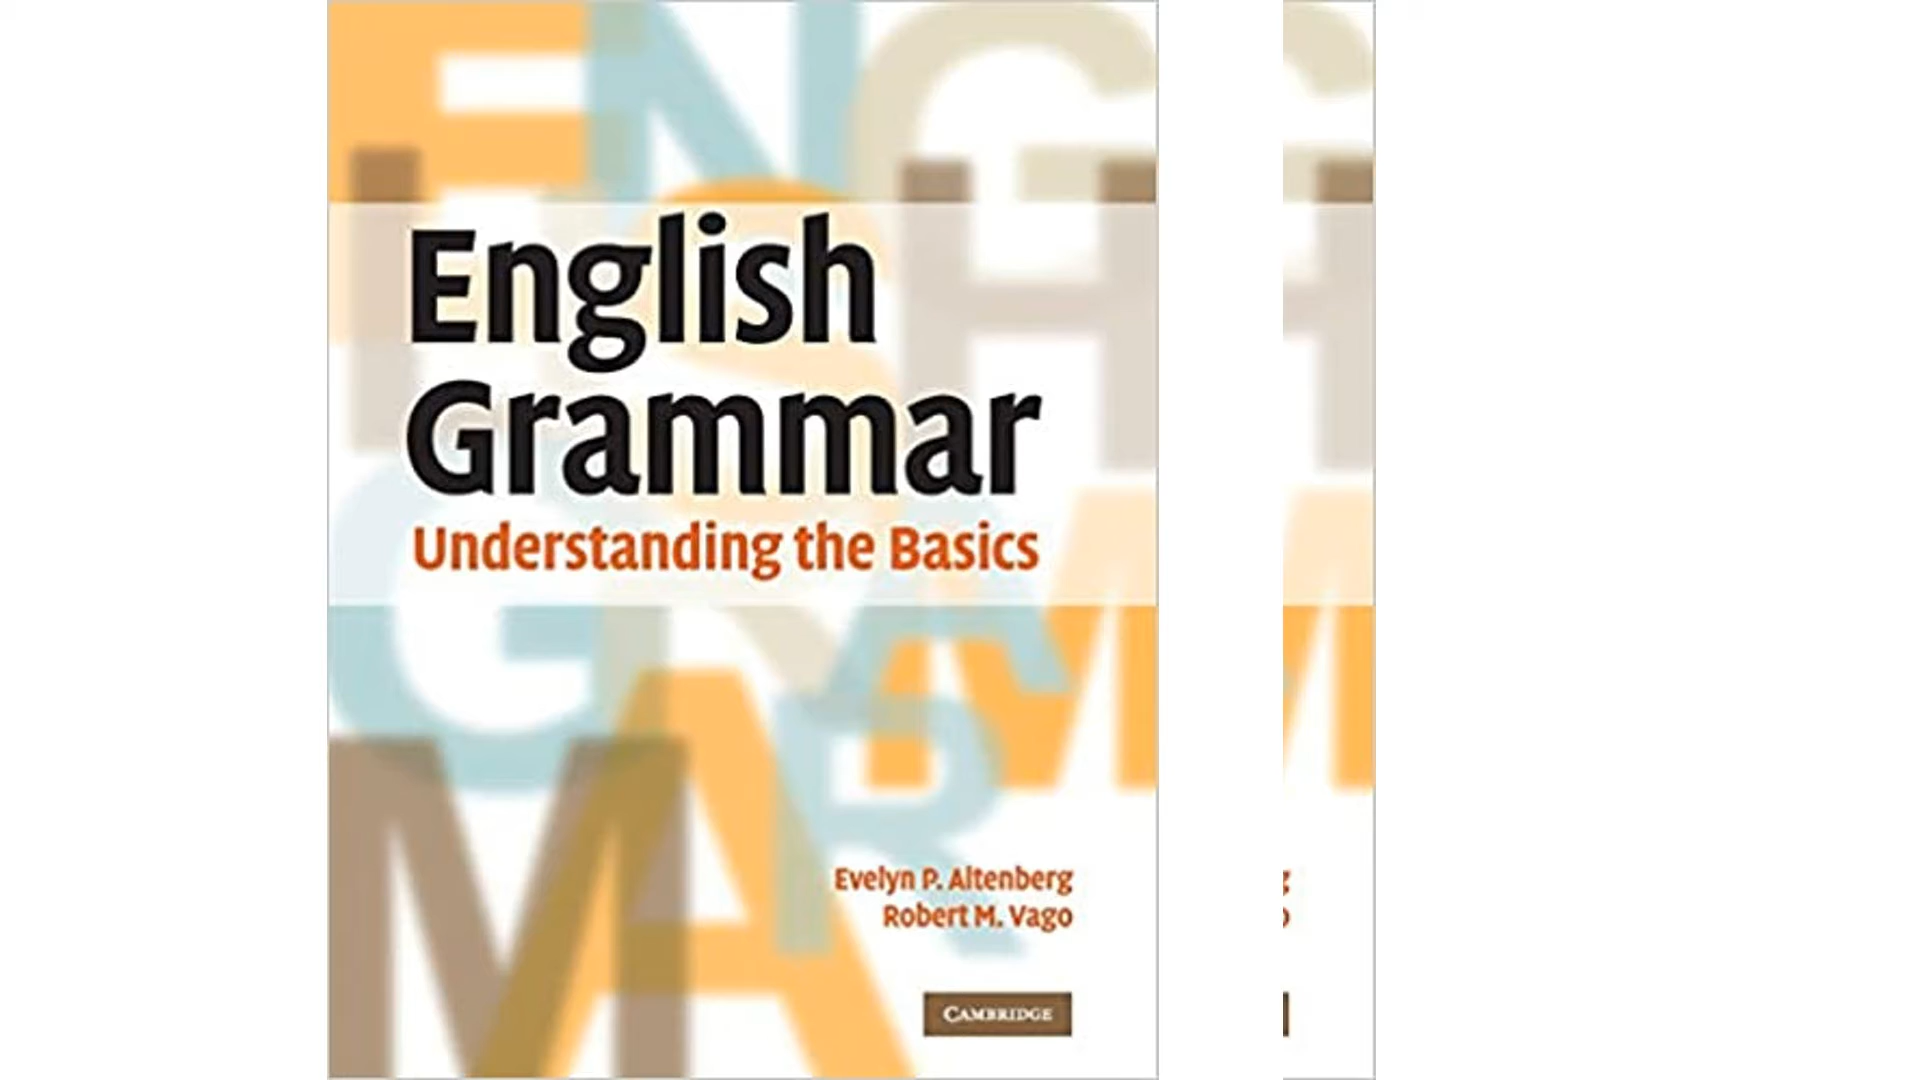 English
Grammar
Understanding the Basics
Evelyn P. Altenberg
Robert M. Vago
CAMBRIDGE